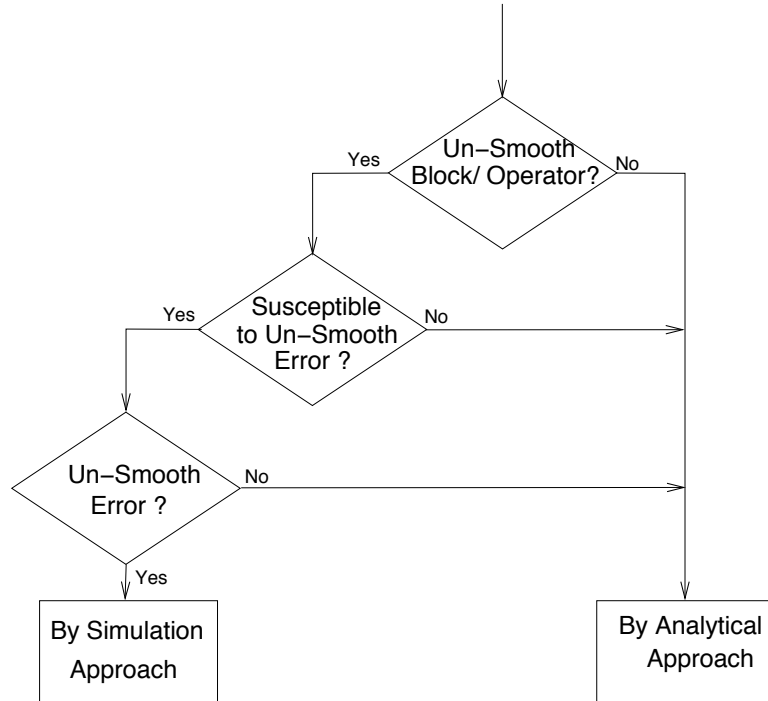 Un−Smooth
Block/ Operator?
Yes
No
Susceptible
to Un−Smooth
Error ?
Yes
No
Un−Smooth
Error ?
No
Yes
By Simulation
Approach
By Analytical
Approach